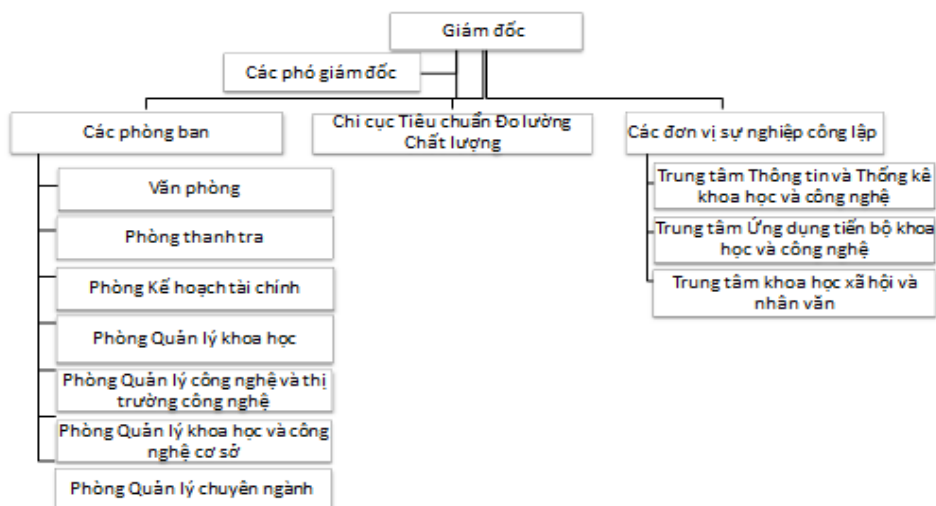 Giám đốc
Các phó giám đốc
Các phòng ban
Chi cục Tiêu chuẩn Đo lường
Chất lượng
Các đơn vị sự nghiệp công lập
Văn phòng
Phòng thanh tra
Phòng Kế hoạch tài chính
Phòng Quản lý khoa học
Phòng Quản lý công nghệ và thị
trường công nghệ
Phòng Quản lý khoa học và công
nghệ cơ sở
Phòng Quản lý chuyên ngành
Trung tâm Thông tin và Thống kê
khoa học và công nghệ
Trung tâm Ứng dụng tiến bộ khoa
học và công nghệ
Trung tâm khoa học xã hội và
nhân văn